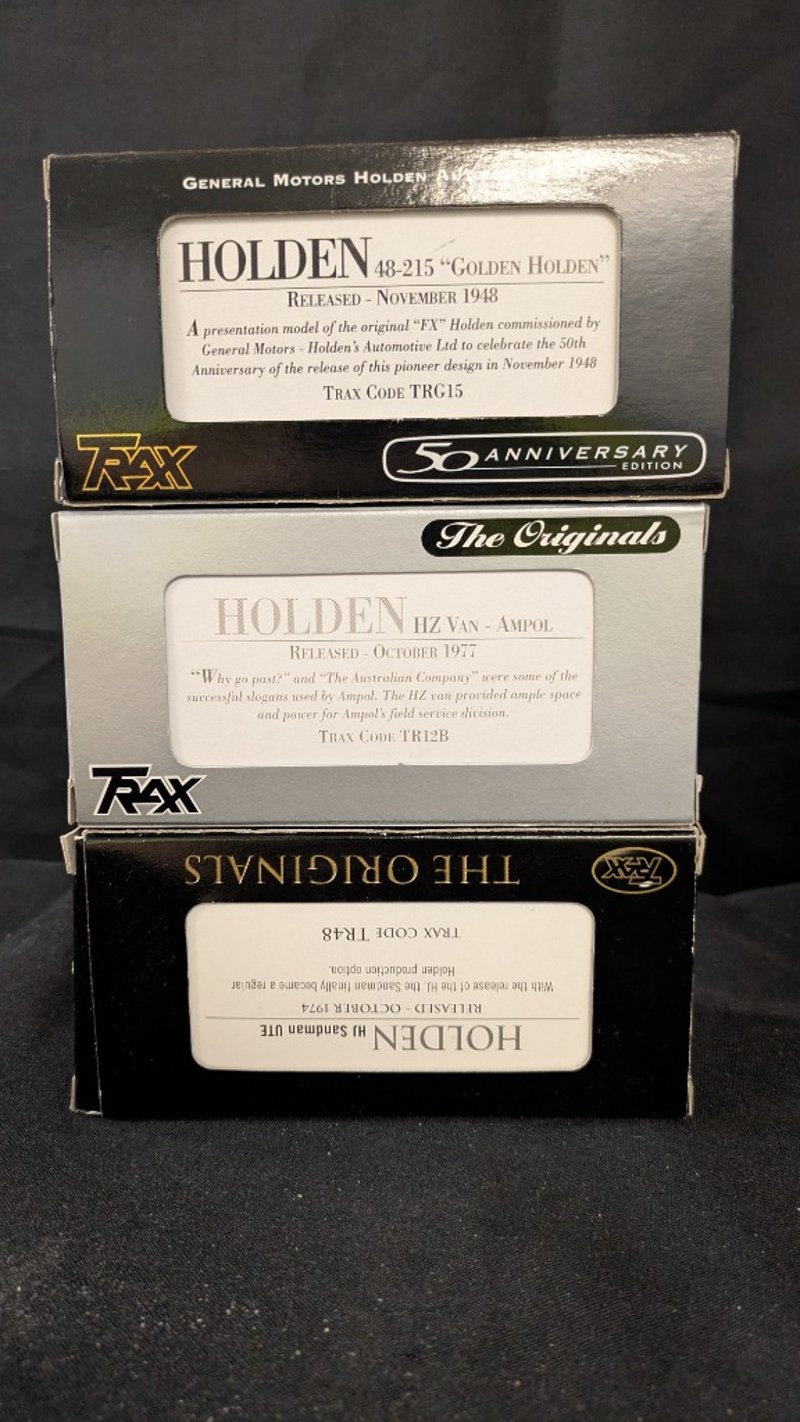 GENERAL MOTORS HOLDEN
HOLDEN 48-215 "GOLDEN HOLDEN"
RELEASED - NOVEMBER 1948
A presentation model of the original "FX" Holden commissioned by
General Motors - Holden's Automotive Ltd to celebrate the 50th
Anniversary of the release of this pioneer design in November 1948
TRAX CODE TRG15
TRAX
50 ANNIVERSARY
EDITION
The Originals
HOLDEN HZ VAN - AMPOL
RELEASED - OCTOBER 1977
"Why go past?" and "The Australian Company" were some of the
successful slogans used by Ampol. The HZ van provided ample space
and power for Ampol's field service division.
TRAX CODE TR12B
TRAX
HOLDEN HJ Sandman UTE
RELEASED - OCTOBER 1974
With the release of the HJ, the Sandman finally became a regular
Holden production option.
TRAX CODE TR48
TRAX
THE ORIGINALS